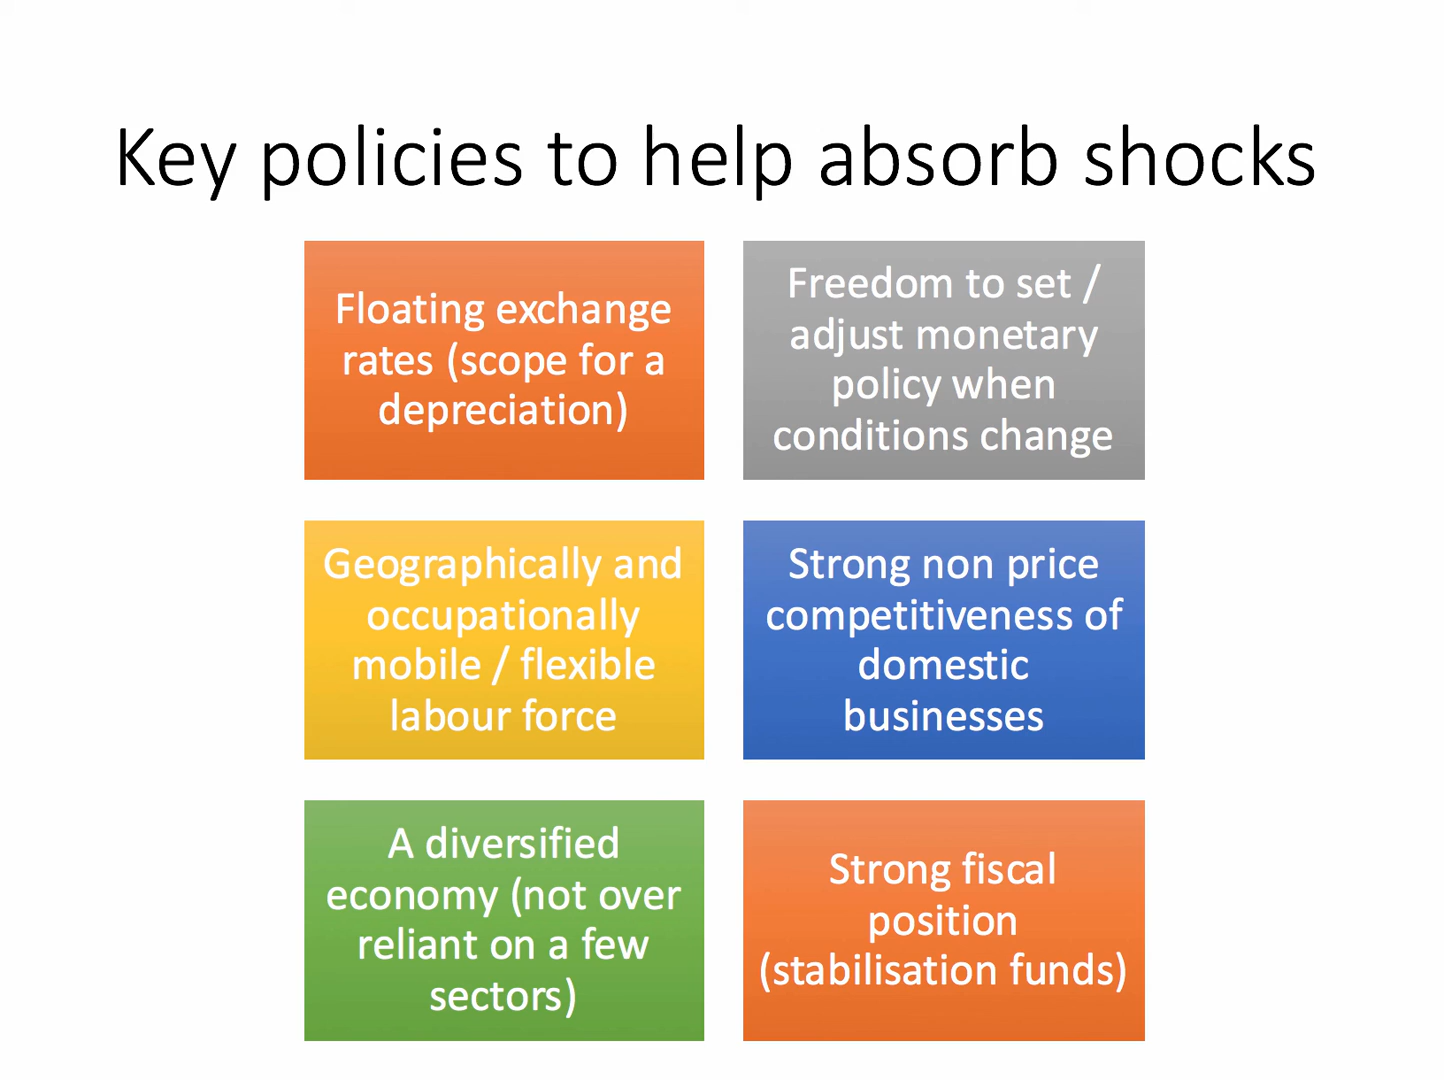 Key policies to help absorb shocks
Floating exchange
rates (scope for a
depreciation)
Freedom to set /
adjust monetary
policy when
conditions change
Geographically and
occupationally
mobile / flexible
labour force
Strong non price
competitiveness of
domestic
businesses
A diversified
economy (not over
reliant on a few
sectors)
Strong fiscal
position
(stabilisation funds)